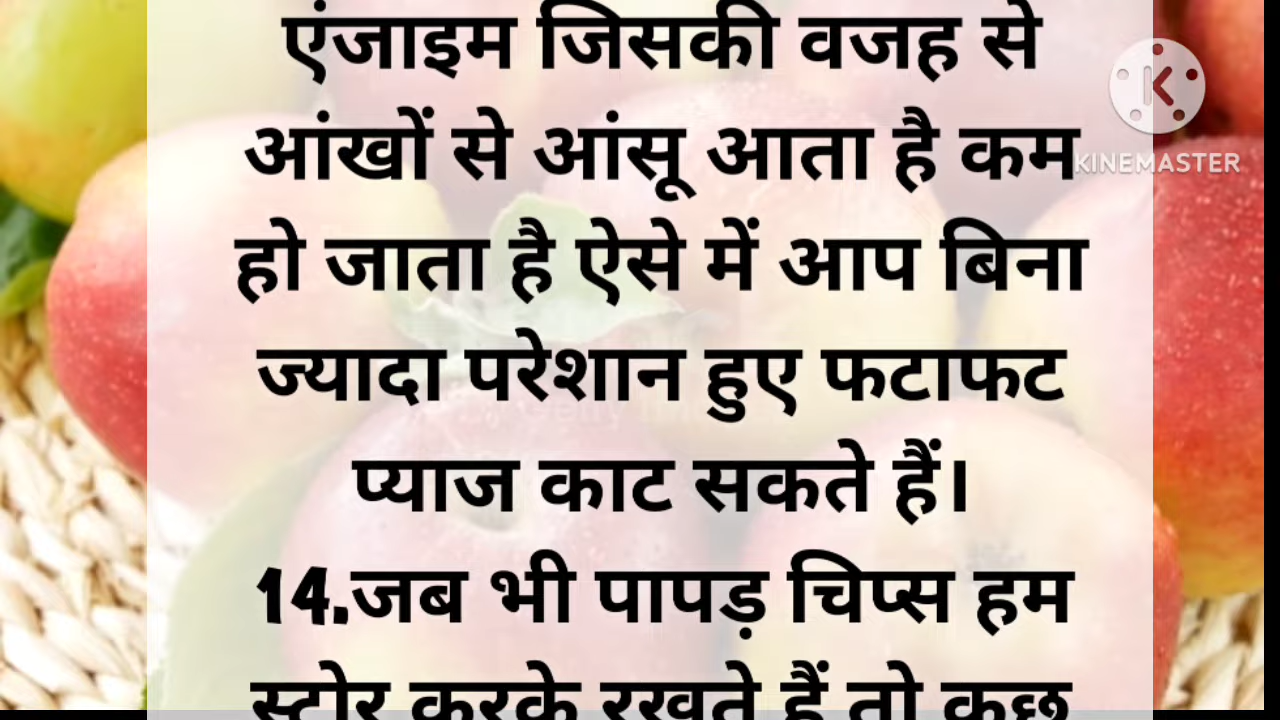 एंजाइम जिसकी वजह से
आंखों से आंसू आता है कम
हो जाता है ऐसे में आप बिना
ज्यादा परेशान हुए फटाफट
प्याज काट सकते हैं।
14.जब भी पापड़ चिप्स हम
स्टोर करके रखते हैं तो कुछ
KINEMASTER